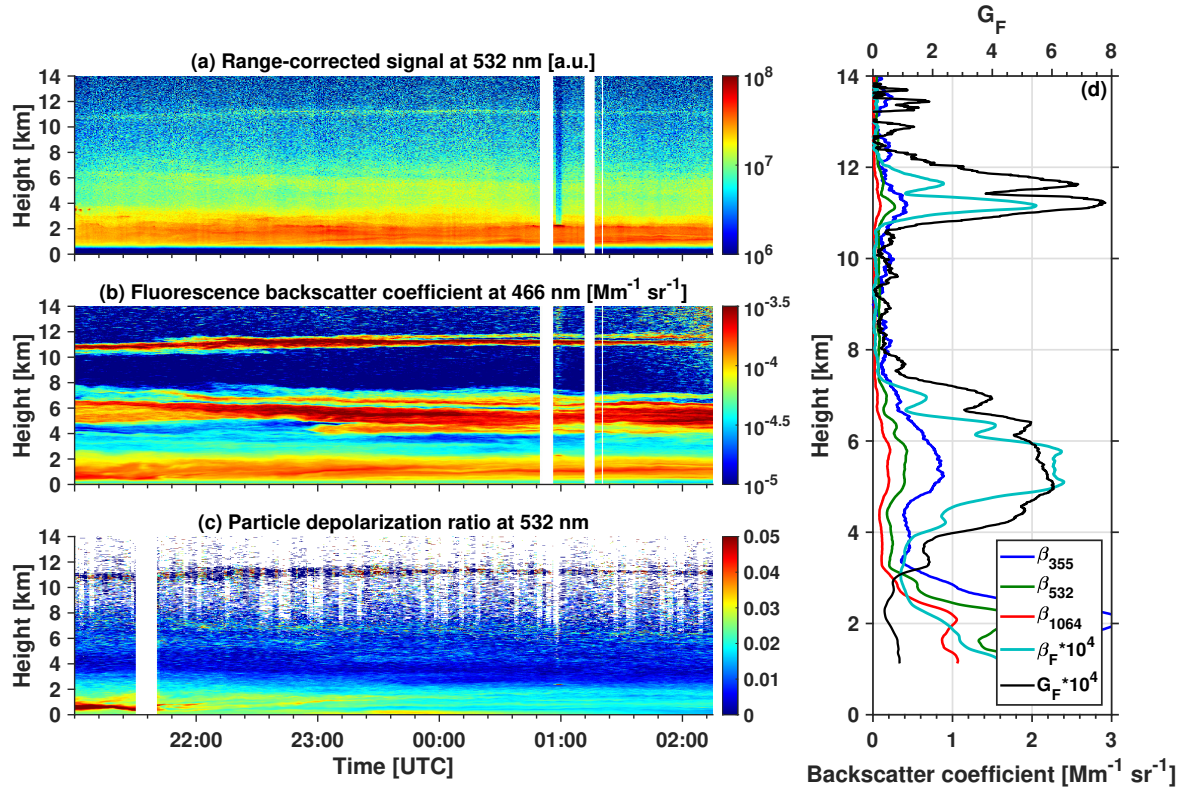 (a) Range-corrected signal at 532 nm [a.u.]
14
12
10
8
6
4
2
0
Height [km]
10^8
10^7
10^6
(b) Fluorescence backscatter coefficient at 466 nm [Mm^-1 sr^-1]
14
12
10
8
6
4
2
0
Height [km]
10^-3.5
10^-4
10^-4.5
10^-5
(c) Particle depolarization ratio at 532 nm
14
12
10
8
6
4
2
0
Height [km]
0.05
0.04
0.03
0.02
0.01
0
22:00 23:00 00:00 01:00 02:00
Time [UTC]
G_F
0 2 4 6 8
(d)
14
12
10
8
6
4
2
0
Height [km]
β_355
β_532
β_1064
β_F*10^4
G_F*10^4
0 1 2 3
Backscatter coefficient [Mm^-1 sr^-1]